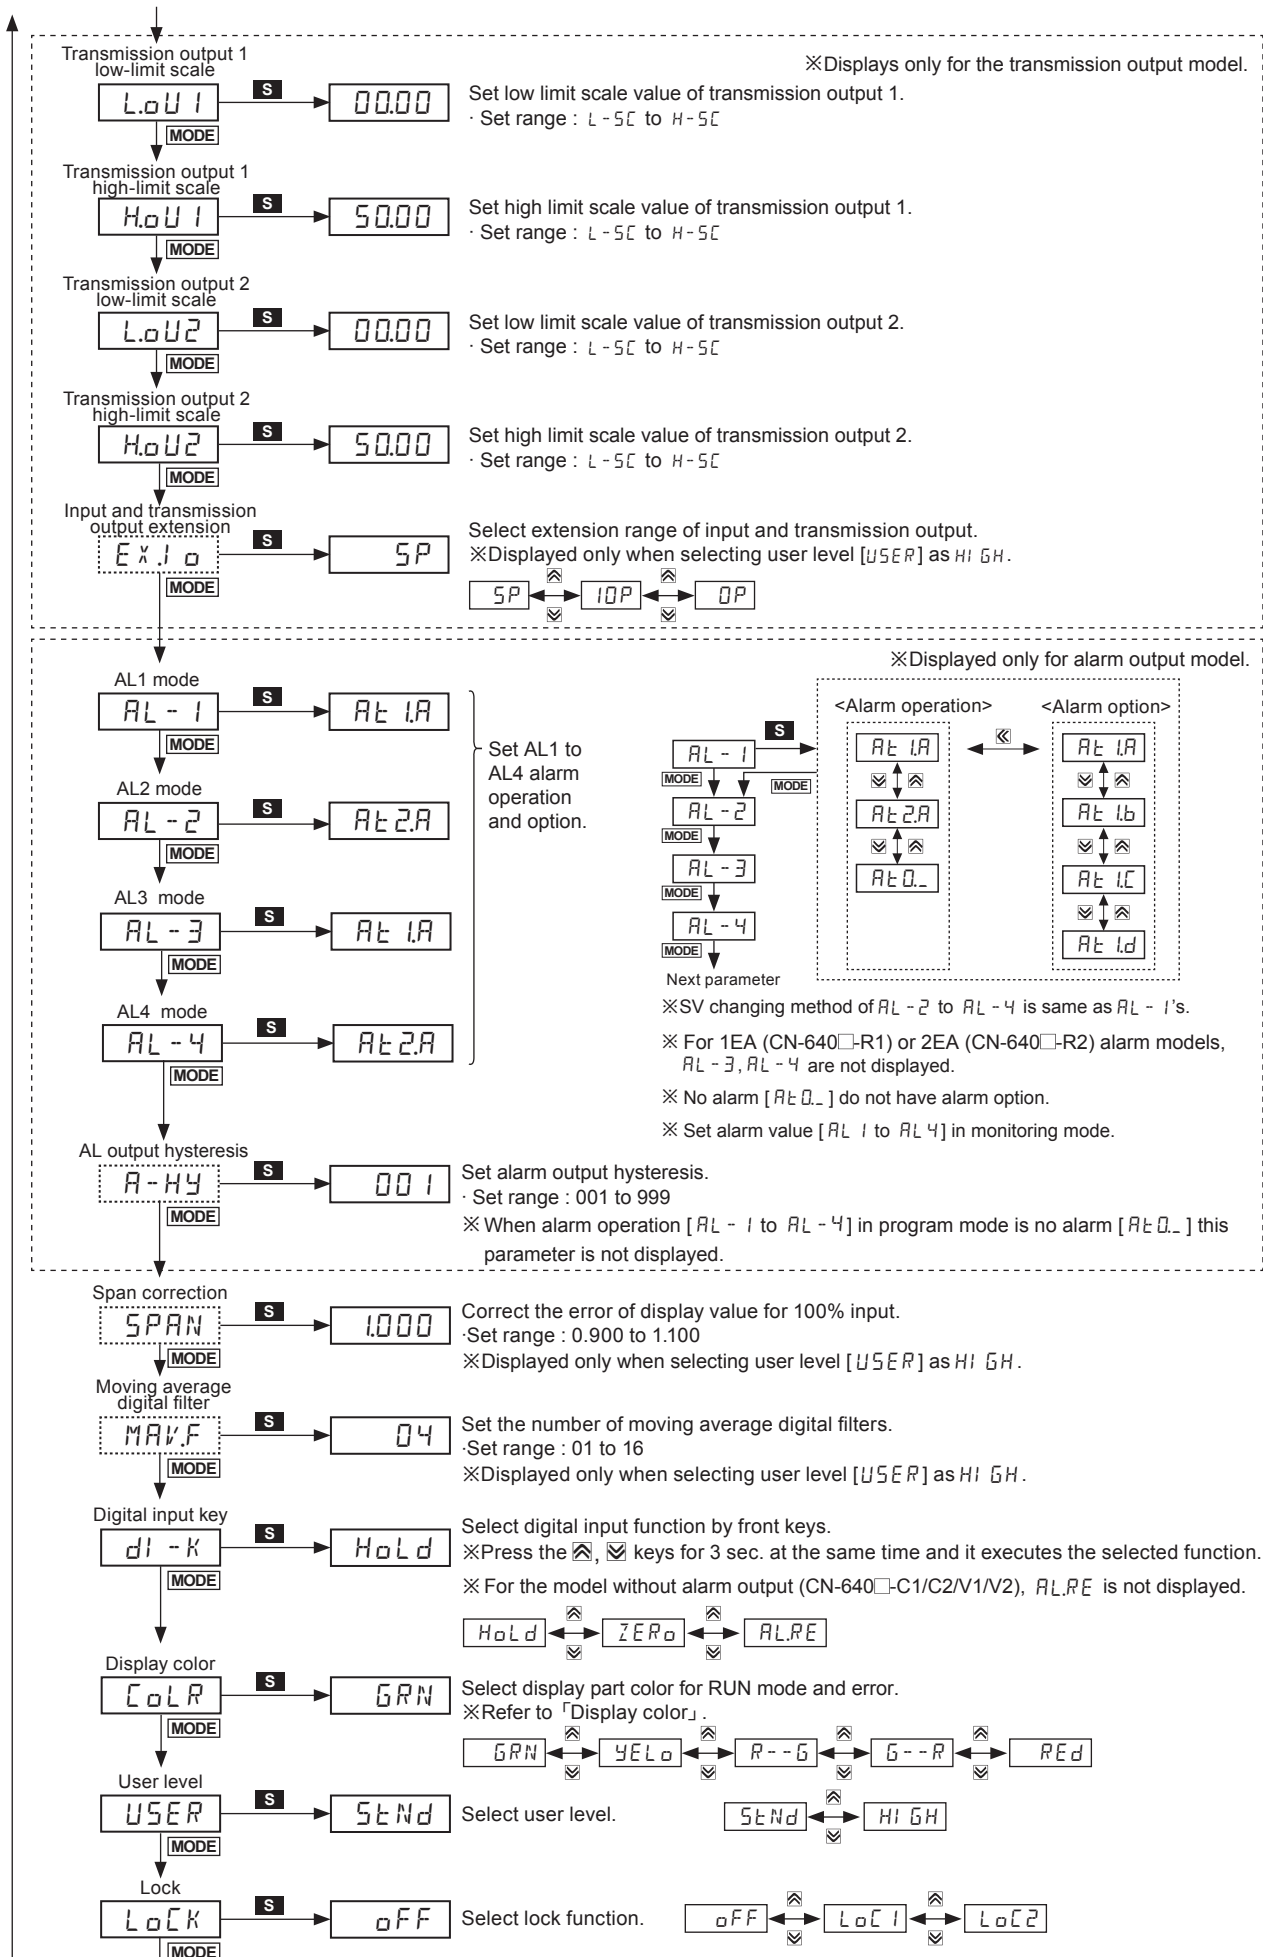 Transmission output 1
low-limit scale
※Displays only for the transmission output model.
L.oU1
S
00.00
Set low limit scale value of transmission output 1.
· Set range : L-SC to H-SC
MODE
Transmission output 1
high-limit scale
H.oU1
S
50.00
Set high limit scale value of transmission output 1.
· Set range : L-SC to H-SC
MODE
Transmission output 2
low-limit scale
L.oU2
S
00.00
Set low limit scale value of transmission output 2.
· Set range : L-SC to H-SC
MODE
Transmission output 2
high-limit scale
H.oU2
S
50.00
Set high limit scale value of transmission output 2.
· Set range : L-SC to H-SC
MODE
Input and transmission
output extension
EX.Io
S
5P
Select extension range of input and transmission output.
※Displayed only when selecting user level [USER] as HIGH.
MODE
5P
10P
0P
※Displayed only for alarm output model.
AL1 mode
AL-1
S
At1.A
MODE
AL2 mode
AL-2
S
At2.A
MODE
AL3 mode
AL-3
S
At1.A
MODE
AL4 mode
AL-4
S
At2.A
MODE
Set AL1 to
AL4 alarm
operation
and option.
<Alarm operation>
<Alarm option>
AL-1
S
MODE
MODE
AL-2
MODE
AL-3
MODE
AL-4
MODE
Next parameter
At1.A
At2.A
At0._
At1.A
At1.b
At1.C
At1.d
※SV changing method of AL-2 to AL-4 is same as AL-1's.
※ For 1EA (CN-640□-R1) or 2EA (CN-640□-R2) alarm models,
AL-3, AL-4 are not displayed.
※ No alarm [At0._] do not have alarm option.
※ Set alarm value [AL1 to AL4] in monitoring mode.
AL output hysteresis
A-HY
S
001
Set alarm output hysteresis.
· Set range : 001 to 999
MODE
※ When alarm operation [AL-1 to AL-4] in program mode is no alarm [At0._] this
parameter is not displayed.
Span correction
SPAN
S
1.000
Correct the error of display value for 100% input.
·Set range : 0.900 to 1.100
MODE
※Displayed only when selecting user level [USER] as HIGH.
Moving average
digital filter
MAV.F
S
04
Set the number of moving average digital filters.
·Set range : 01 to 16
MODE
※Displayed only when selecting user level [USER] as HIGH.
Digital input key
dI-K
S
HoLd
Select digital input function by front keys.
※Press the , keys for 3 sec. at the same time and it executes the selected function.
MODE
※ For the model without alarm output (CN-640□-C1/C2/V1/V2), AL.RE is not displayed.
HoLd
ZERo
AL.RE
Display color
CoLR
S
GRN
Select display part color for RUN mode and error.
※Refer to「Display color」.
MODE
GRN
YELo
R--G
G--R
REd
User level
USER
S
StNd
Select user level.
StNd
HIGH
MODE
Lock
LoCK
S
oFF
Select lock function.
oFF
LoC1
LoC2
MODE